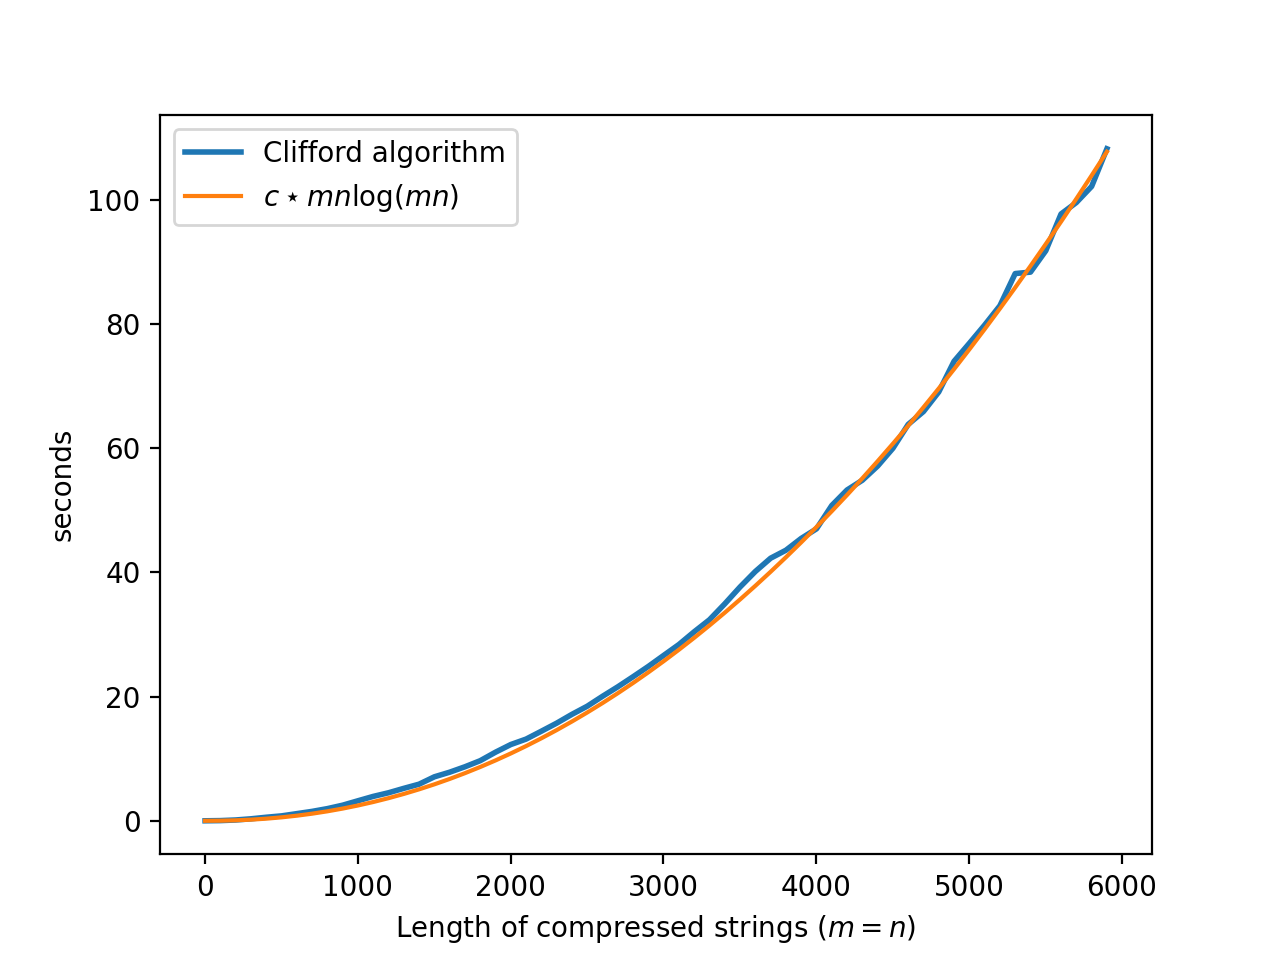 Clifford algorithm
c ⋆ mnlog(mn)
100
80
60
40
20
0
seconds
0 1000 2000 3000 4000 5000 6000
Length of compressed strings (m = n)